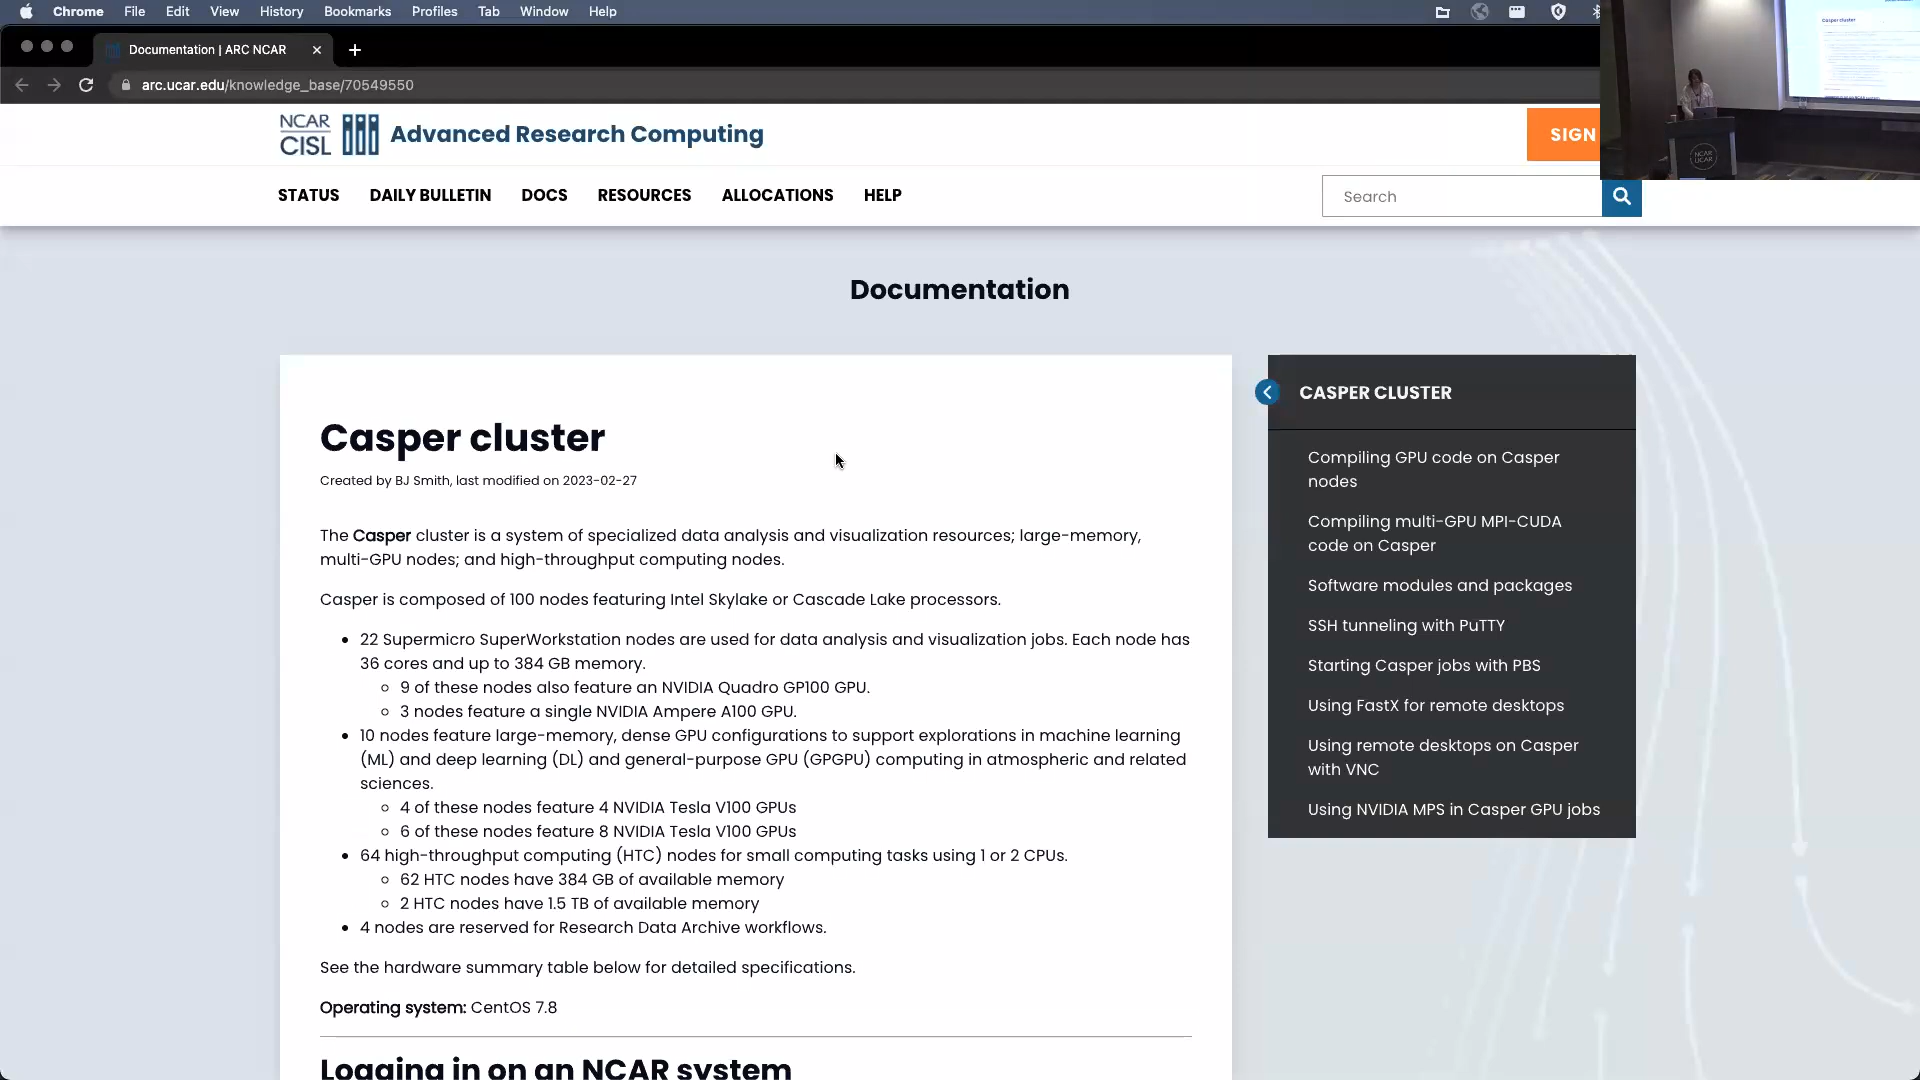 Chrome File Edit View History Bookmarks Profiles Tab Window Help
Documentation | ARC NCAR
arc.ucar.edu/knowledge_base/70549550
NCAR
CISL
Advanced Research Computing
SIGN
STATUS DAILY BULLETIN DOCS RESOURCES ALLOCATIONS HELP
Search
Casper cluster
NCAR
UCAR
Documentation
Casper cluster
Created by BJ Smith, last modified on 2023-02-27
The Casper cluster is a system of specialized data analysis and visualization resources; large-memory,
multi-GPU nodes; and high-throughput computing nodes.
Casper is composed of 100 nodes featuring Intel Skylake or Cascade Lake processors.
• 22 Supermicro SuperWorkstation nodes are used for data analysis and visualization jobs. Each node has
36 cores and up to 384 GB memory.
◦ 9 of these nodes also feature an NVIDIA Quadro GP100 GPU.
◦ 3 nodes feature a single NVIDIA Ampere A100 GPU.
• 10 nodes feature large-memory, dense GPU configurations to support explorations in machine learning
(ML) and deep learning (DL) and general-purpose GPU (GPGPU) computing in atmospheric and related
sciences.
◦ 4 of these nodes feature 4 NVIDIA Tesla V100 GPUs
◦ 6 of these nodes feature 8 NVIDIA Tesla V100 GPUs
• 64 high-throughput computing (HTC) nodes for small computing tasks using 1 or 2 CPUs.
◦ 62 HTC nodes have 384 GB of available memory
◦ 2 HTC nodes have 1.5 TB of available memory
• 4 nodes are reserved for Research Data Archive workflows.
See the hardware summary table below for detailed specifications.
Operating system: CentOS 7.8
Logging in on an NCAR system
CASPER CLUSTER
Compiling GPU code on Casper
nodes
Compiling multi-GPU MPI-CUDA
code on Casper
Software modules and packages
SSH tunneling with PuTTY
Starting Casper jobs with PBS
Using FastX for remote desktops
Using remote desktops on Casper
with VNC
Using NVIDIA MPS in Casper GPU jobs